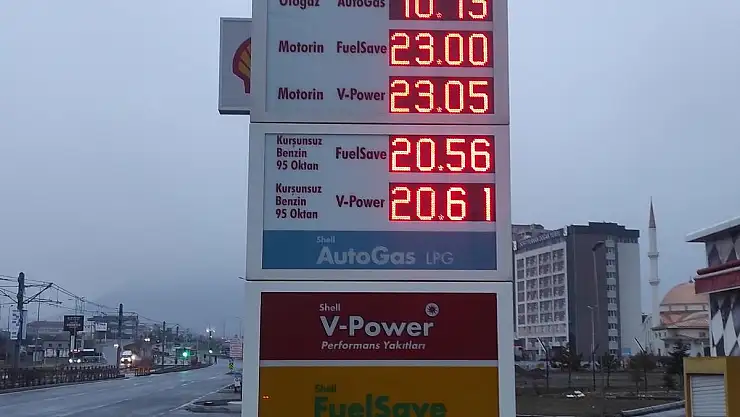 Otogaz AutoGas 10.15
Motorin FuelSave 23.00
Motorin V-Power 23.05
Kurşunsuz
Benzin
95 Oktan
FuelSave 20.56
Kurşunsuz
Benzin
95 Oktan
V-Power 20.61
Shell
AutoGas LPG
Shell
V-Power
Performans Yakıtları
Shell
FuelSave